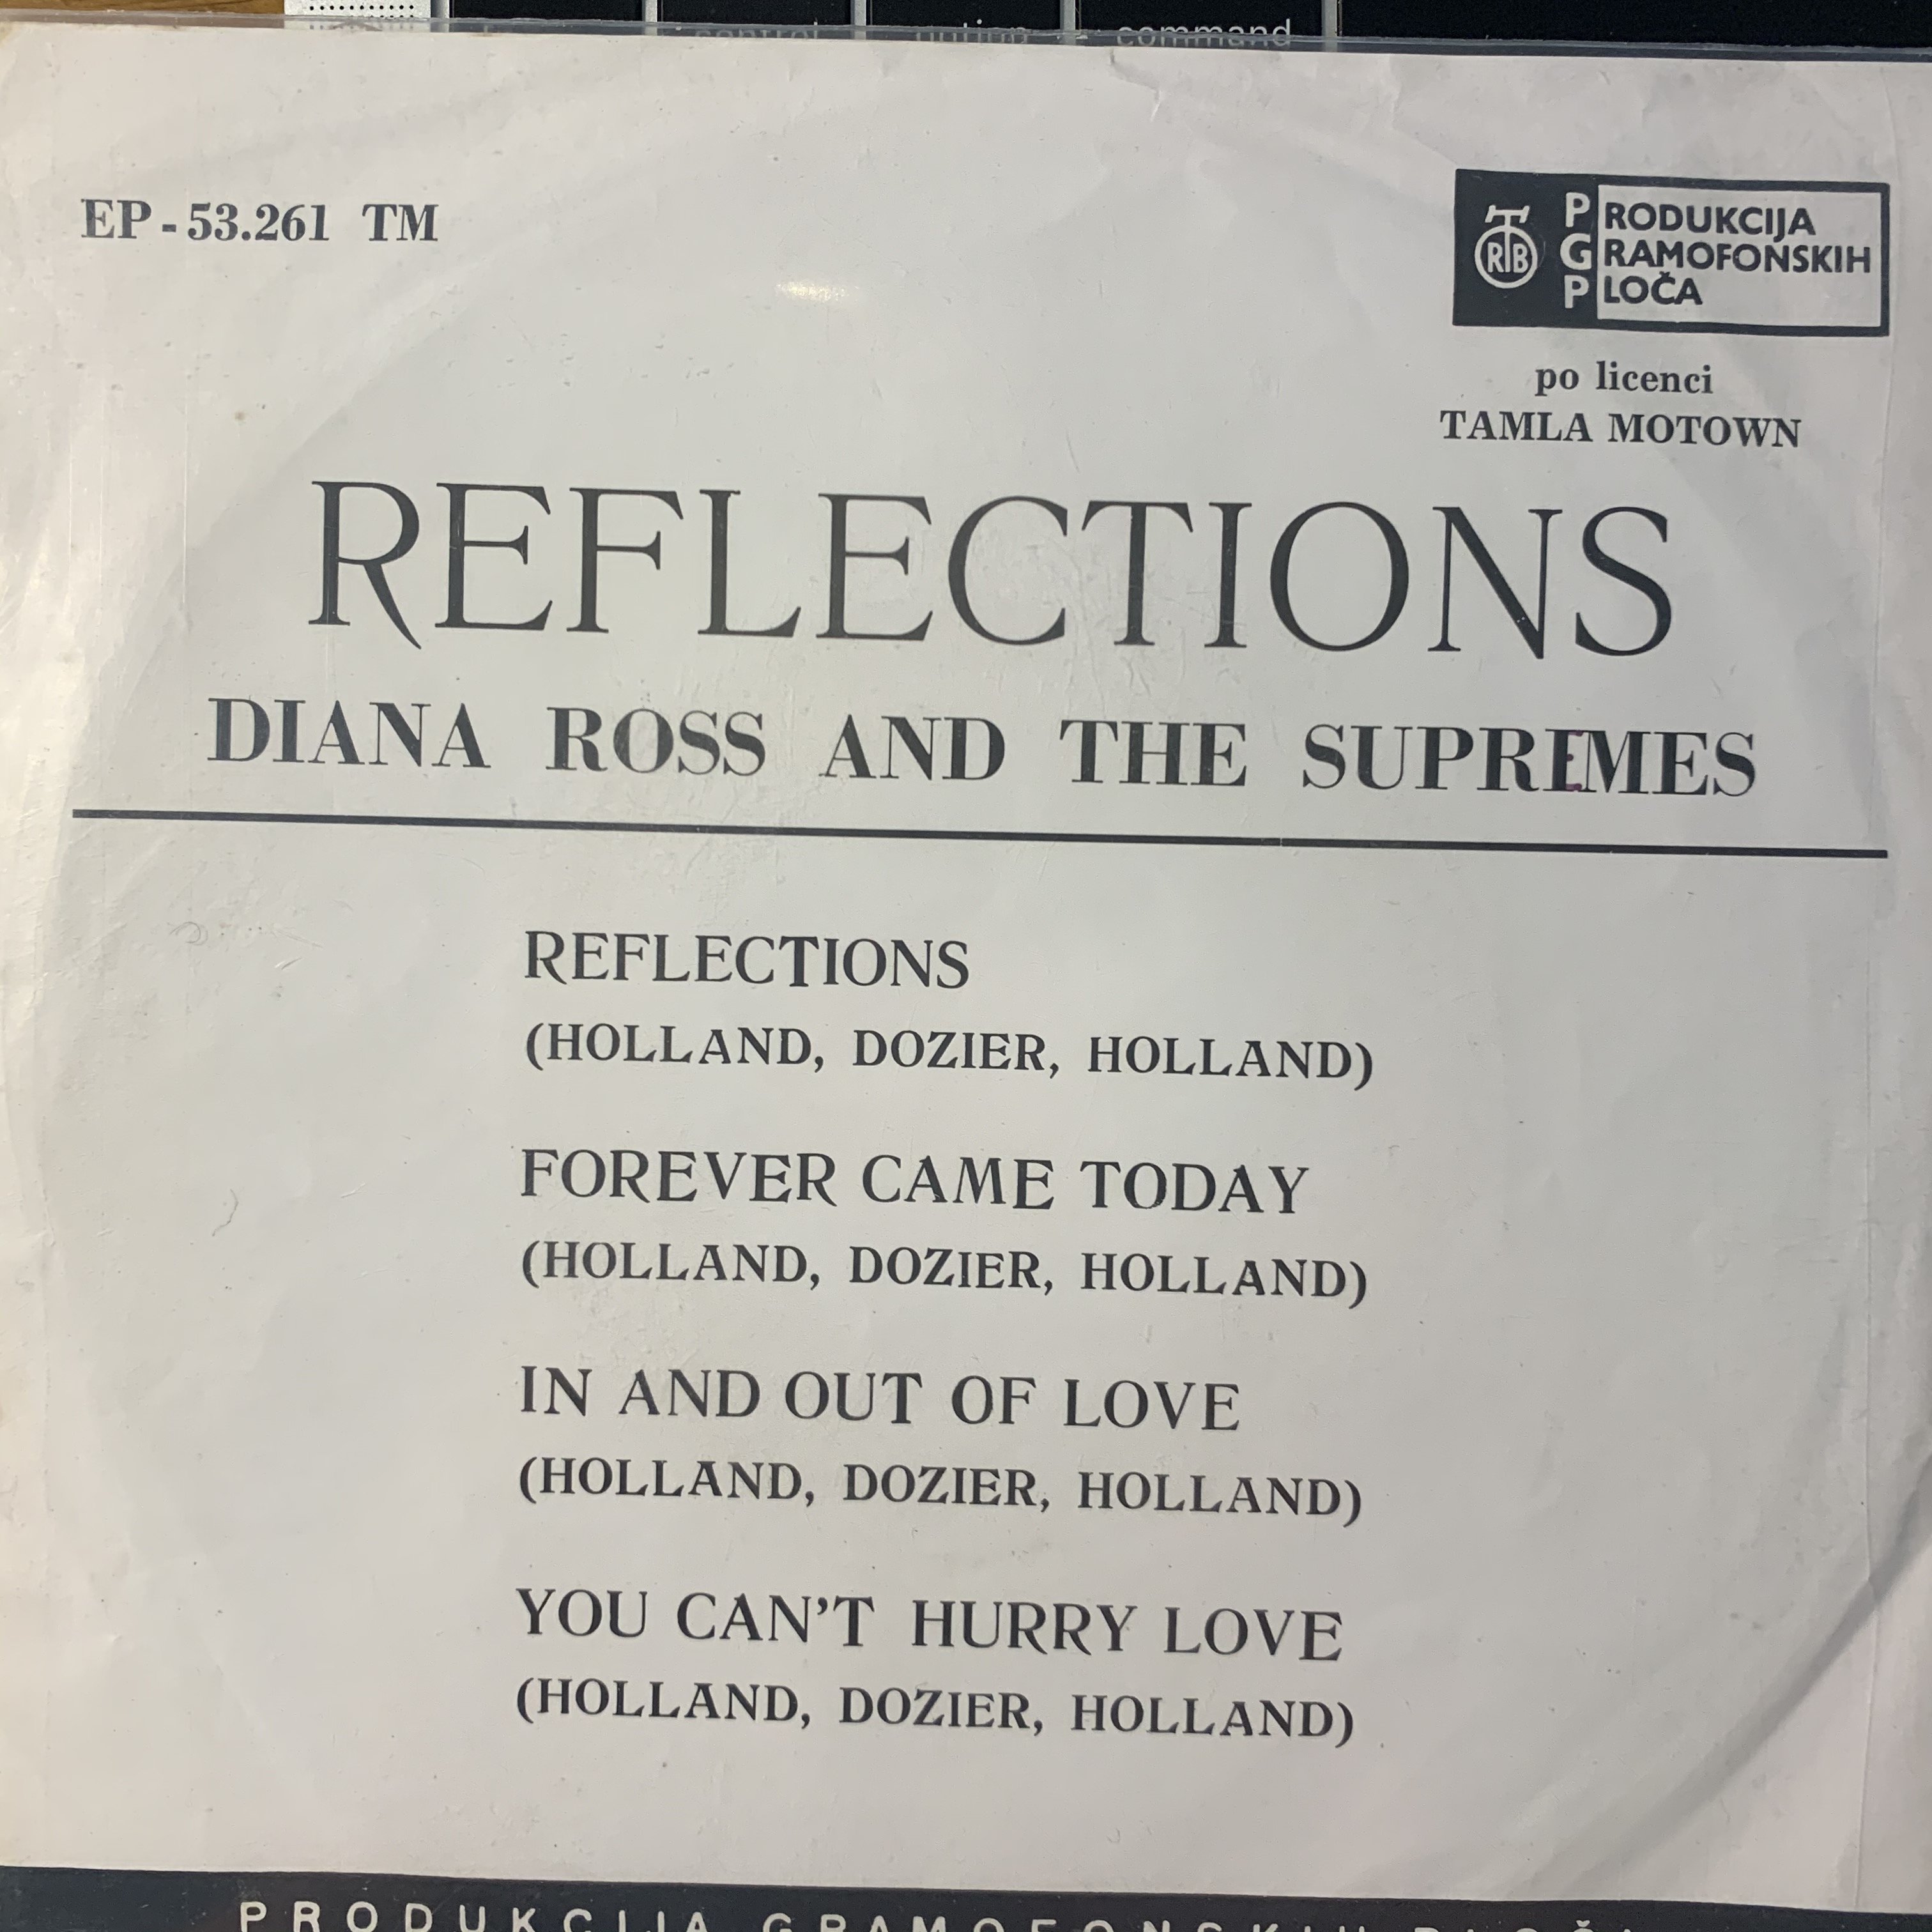 control option command
EP - 53.261 TM
RTB
PRODUKCIJA
GRAMOFONSKIH
PLOČA
po licenci
TAMLA MOTOWN
REFLECTIONS
DIANA ROSS AND THE SUPREMES
REFLECTIONS
(HOLLAND, DOZIER, HOLLAND)
FOREVER CAME TODAY
(HOLLAND, DOZIER, HOLLAND)
IN AND OUT OF LOVE
(HOLLAND, DOZIER, HOLLAND)
YOU CAN'T HURRY LOVE
(HOLLAND, DOZIER, HOLLAND)
PRODUKCIJA GRAMOFONSKIH PLOČA